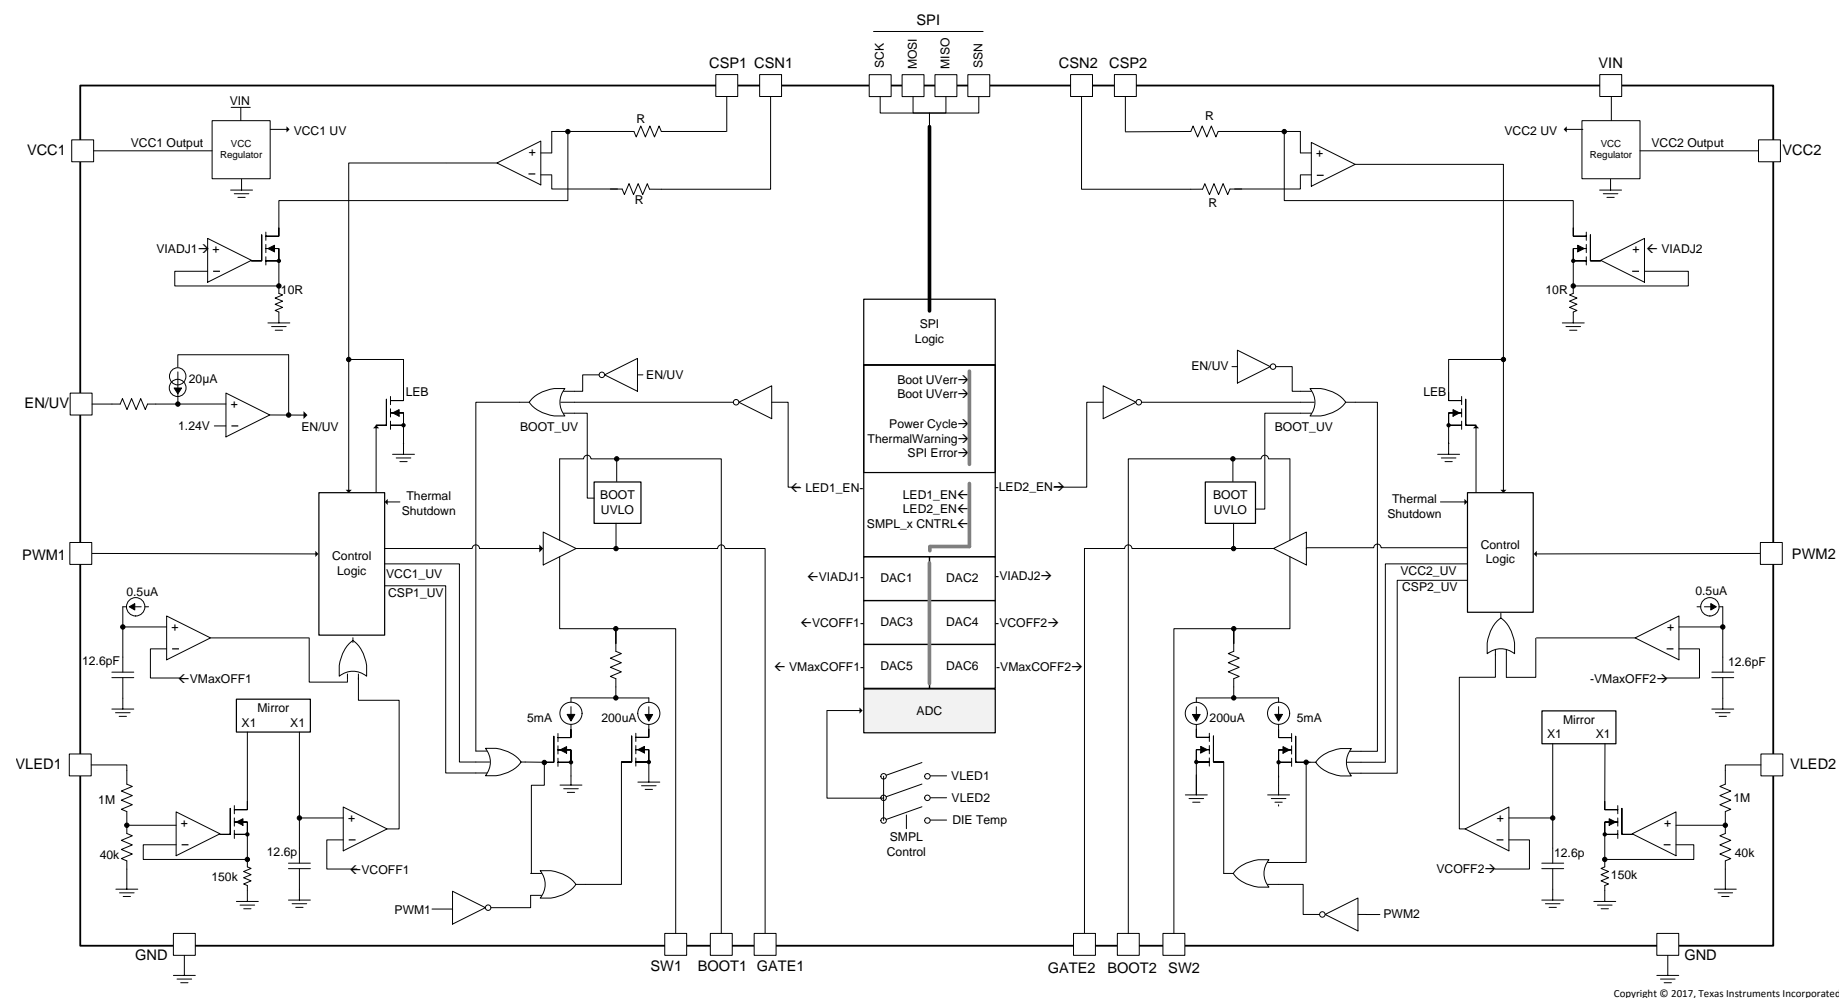 SPI
SCK
MOSI
MISO
SSN
CSP1
CSN1
CSN2
CSP2
VIN
VIN
VCC1
VCC1 Output
VCC
Regulator
VCC1 UV
R
R
R
R
+
−
+
−
VCC2 UV
VCC
Regulator
VCC2 Output
VCC2
VIADJ1
+
−
10R
VIADJ2
+
−
10R
SPI
Logic
EN/UV
20µA
1.24V
+
−
EN/UV
LEB
EN/UV
BOOT_UV
Boot UVerr
Boot UVerr
Power Cycle
ThermalWarning
SPI Error
EN/UV
BOOT_UV
LEB
LED1_EN
LED1_EN
LED2_EN
SMPL_x CNTRL
LED2_EN
Thermal
Shutdown
BOOT
UVLO
BOOT
UVLO
Thermal
Shutdown
PWM1
Control
Logic
VCC1_UV
CSP1_UV
VIADJ1
DAC1
DAC2
VIADJ2
VCOFF1
DAC3
DAC4
VCOFF2
VMaxCOFF1
DAC5
DAC6
VMaxCOFF2
ADC
Control
Logic
VCC2_UV
CSP2_UV
PWM2
0.5uA
12.6pF
+
−
VMaxOFF1
0.5uA
12.6pF
+
−
-VMaxOFF2
Mirror
X1 X1
5mA
200uA
200uA
5mA
Mirror
X1 X1
VLED1
1M
40k
+
−
150k
12.6p
+
−
VCOFF1
VLED1
VLED2
DIE Temp
SMPL
Control
VLED2
1M
40k
+
−
150k
12.6p
+
−
VCOFF2
PWM1
PWM2
GND
SW1
BOOT1
GATE1
GATE2
BOOT2
SW2
GND
Copyright © 2017, Texas Instruments Incorporated